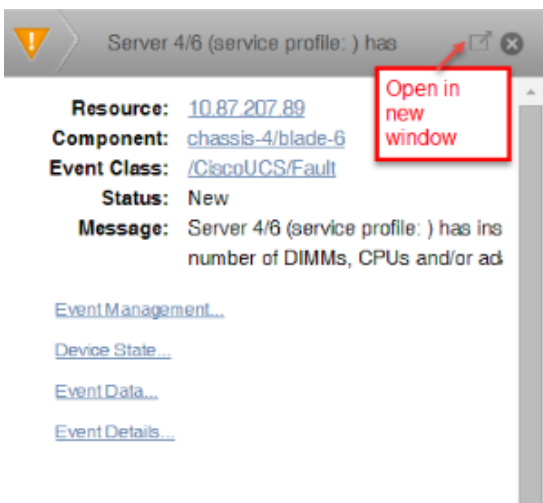 Server 4/6 (service profile: ) has
Open in
new
window
Resource: 10.87.207.89
Component: chassis-4/blade-6
Event Class: /CiscoUCS/Fault
Status: New
Message: Server 4/6 (service profile: ) has ins
number of DIMMs, CPUs and/or ad
Event Management...
Device State...
Event Data...
Event Details...